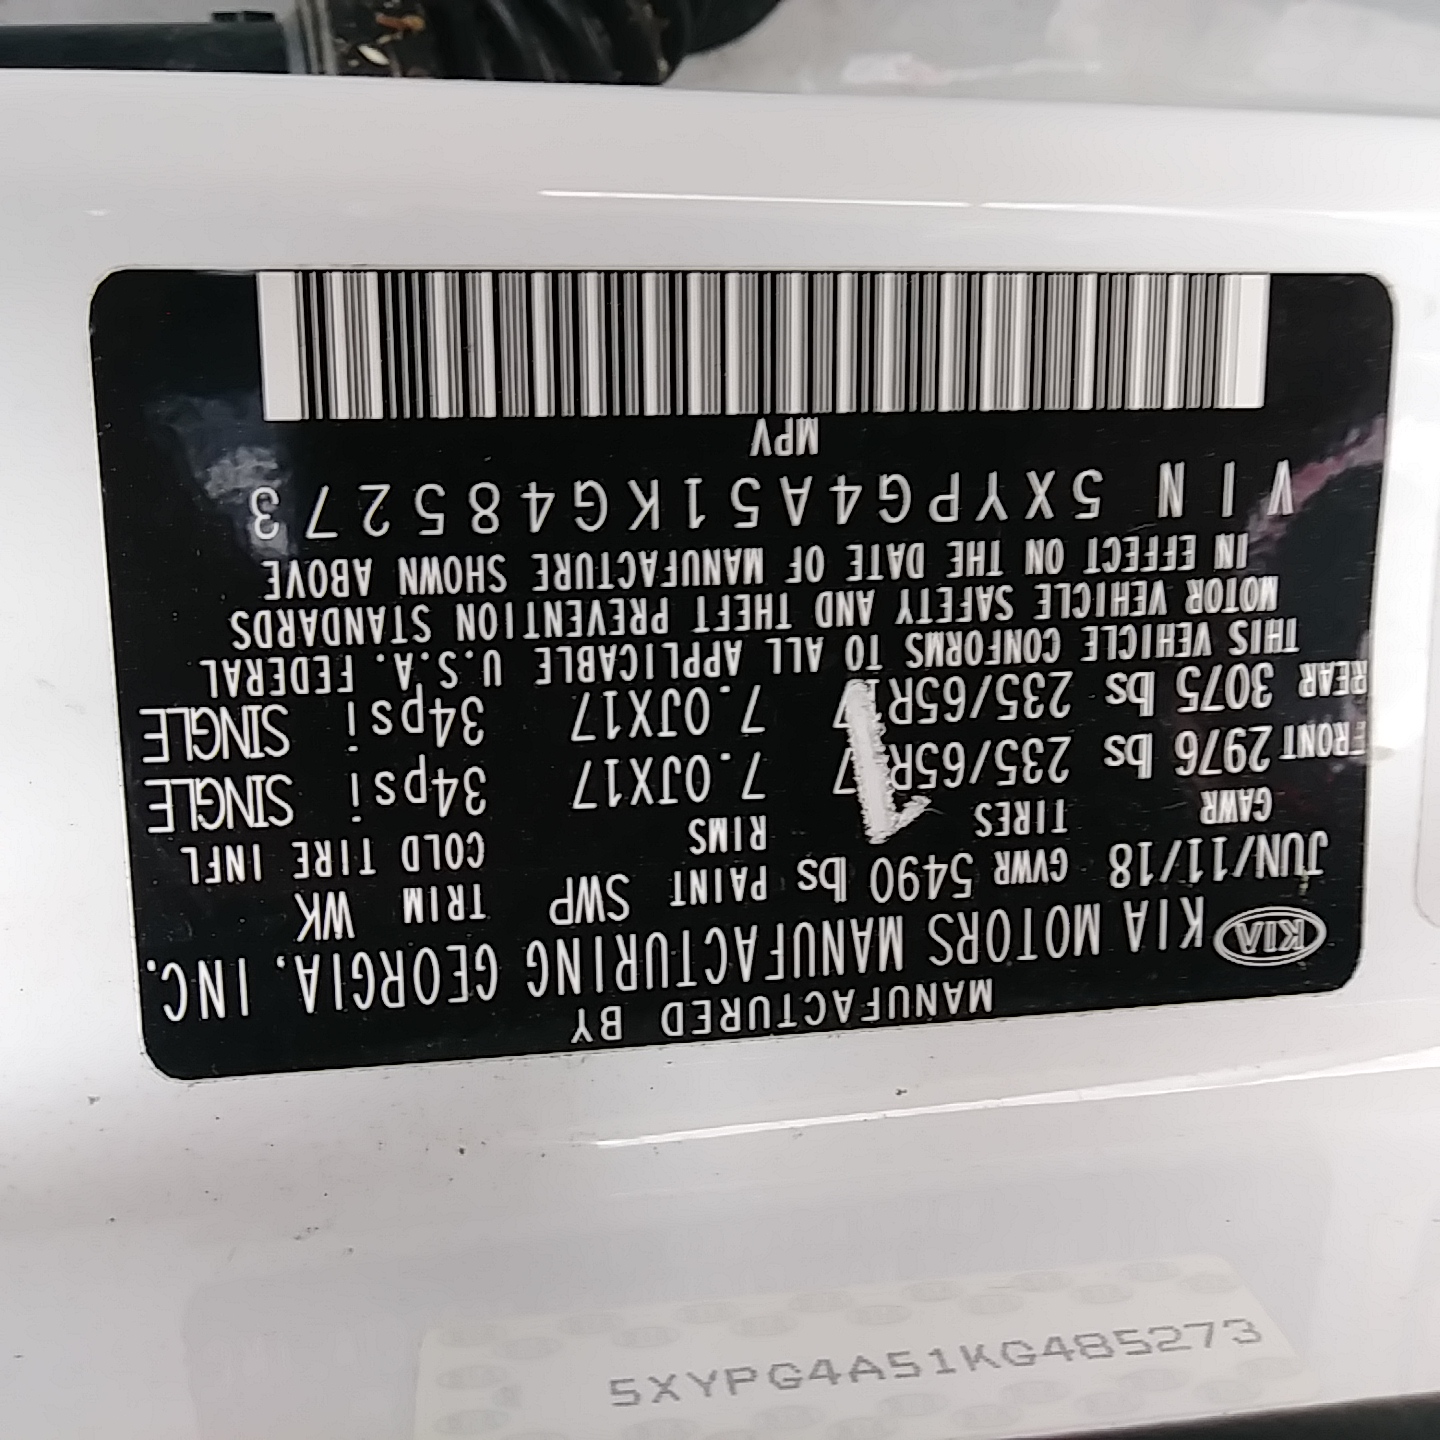 MANUFACTURED BY
KIA KIA MOTORS MANUFACTURING GEORGIA, INC.
JUN/11/18 GVWR 5490 lbs PAINT SWP TRIM WK
GAWR TIRES RIMS COLD TIRE INFL
FRONT 2976 lbs 235/65R17 7.0JX17 34psi SINGLE
REAR 3075 lbs 235/65R17 7.0JX17 34psi SINGLE
THIS VEHICLE CONFORMS TO ALL APPLICABLE U.S.A. FEDERAL
MOTOR VEHICLE SAFETY AND THEFT PREVENTION STANDARDS
IN EFFECT ON THE DATE OF MANUFACTURE SHOWN ABOVE
VIN 5XYPG4A51KG485273
MPV
5XYPG4A51KG485273